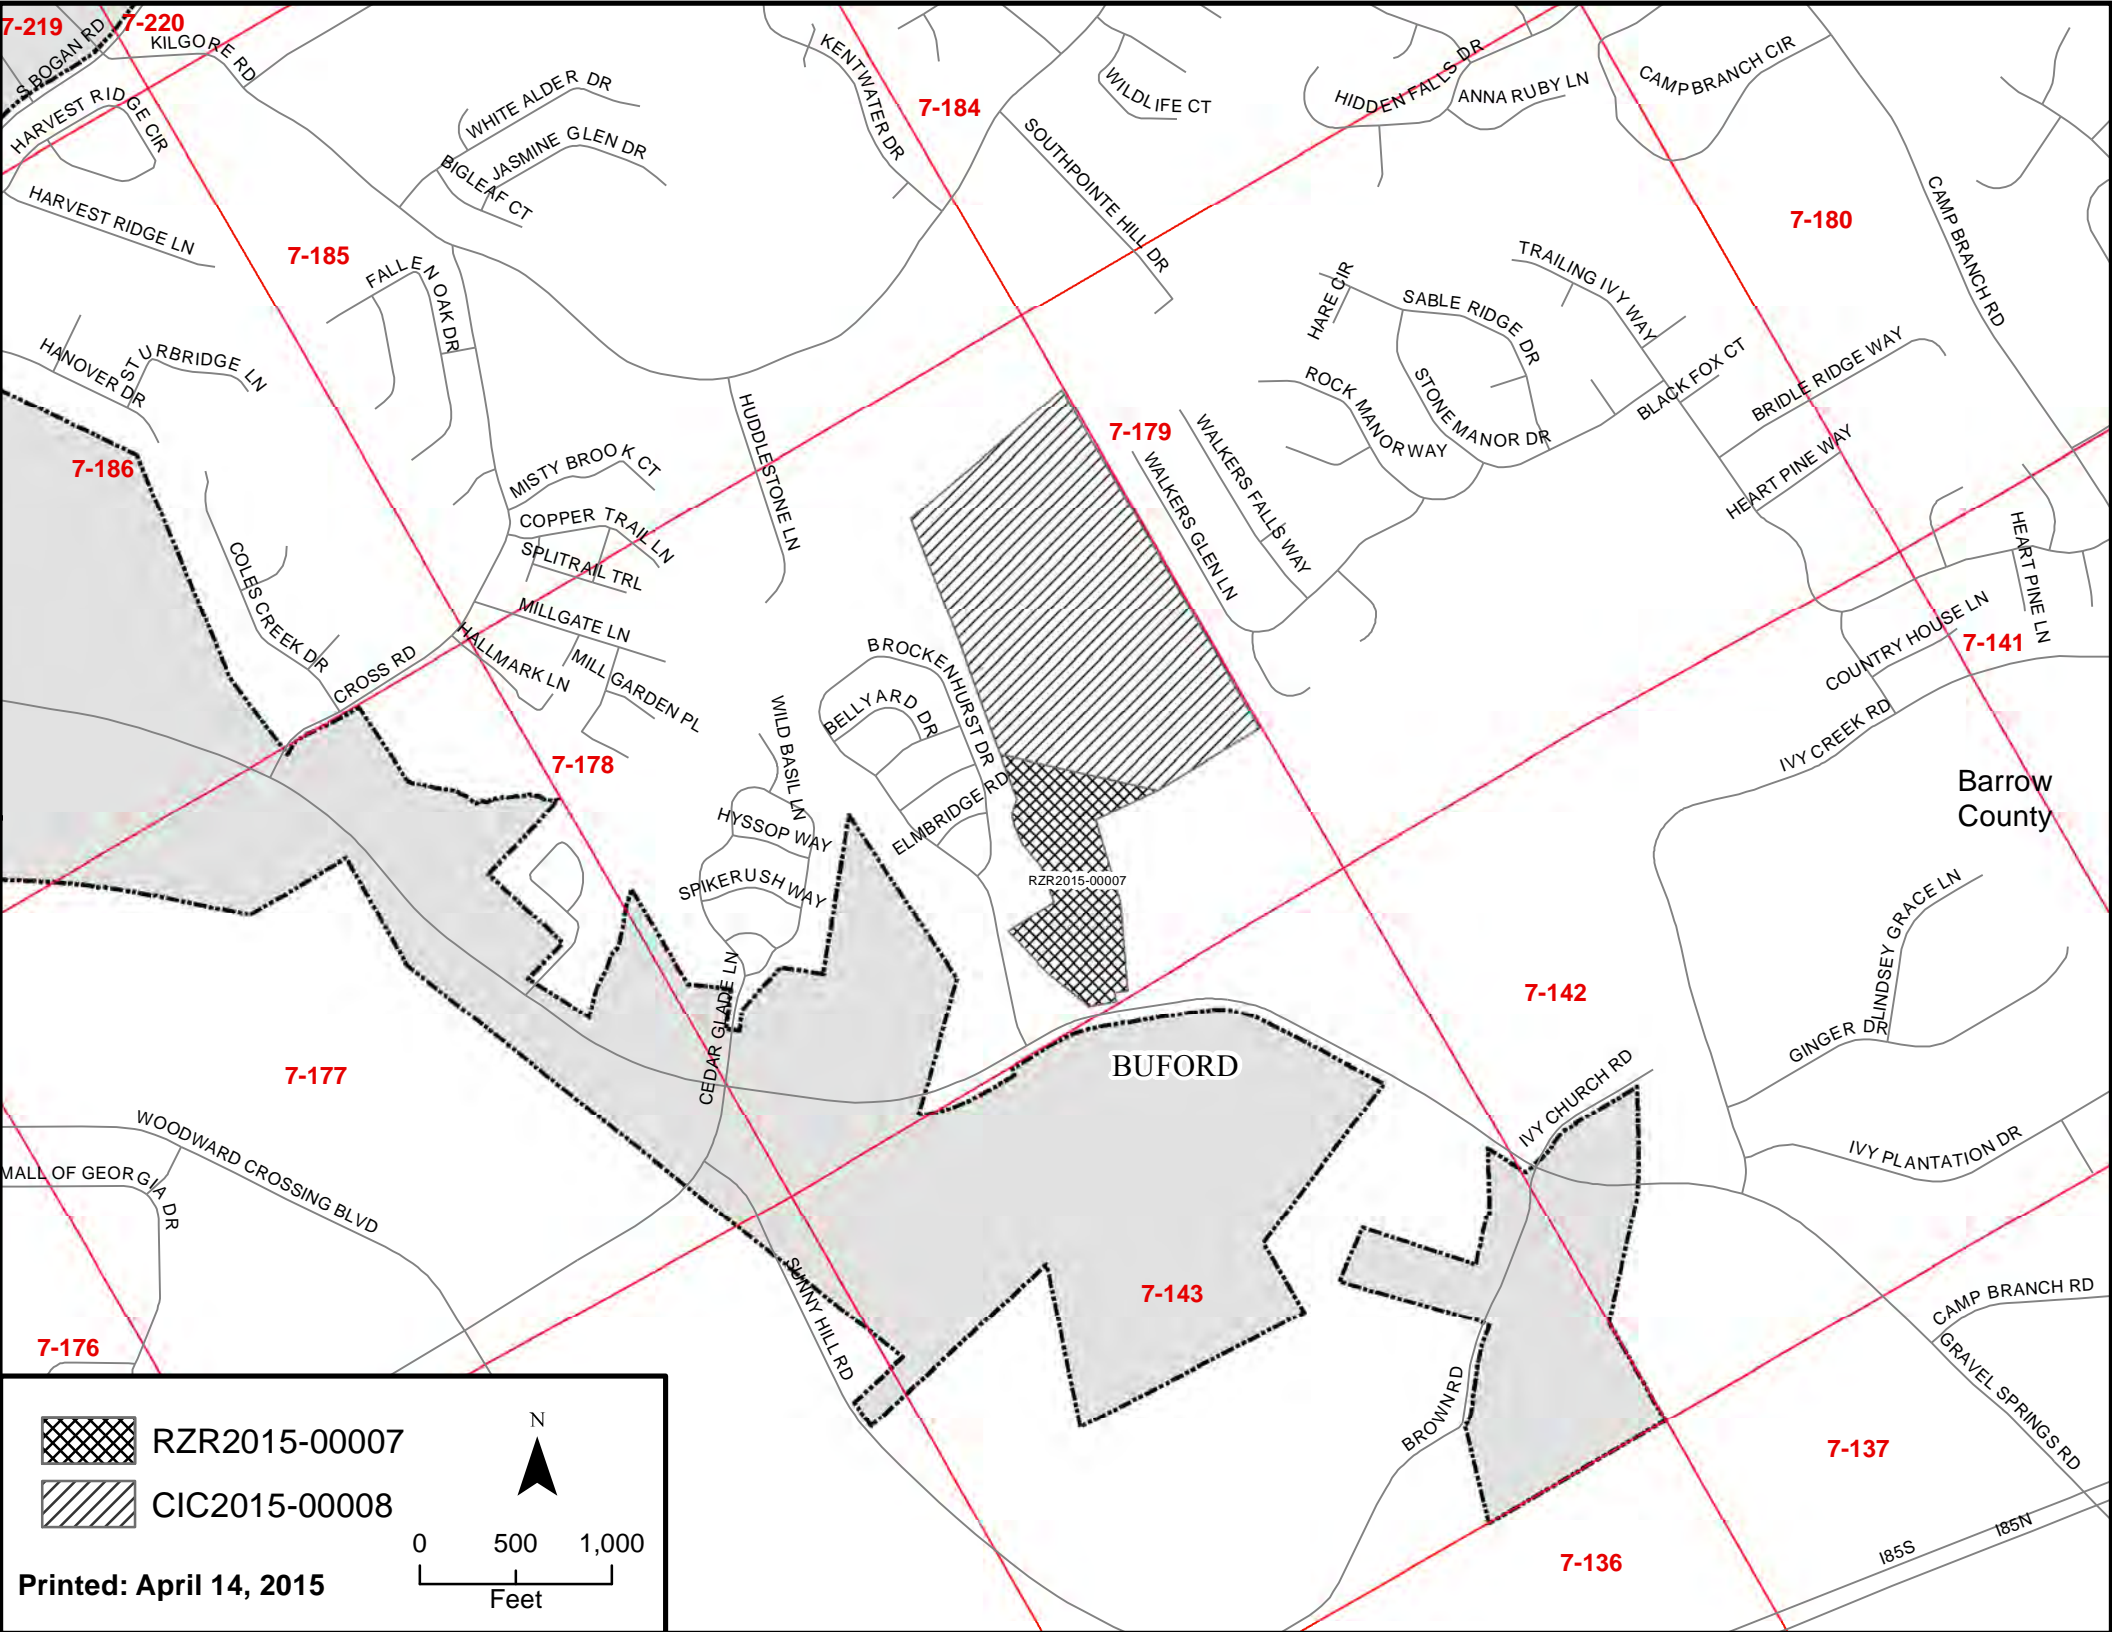 7-219
7-220
S BOGAN RD
KILGORE RD
HARVEST RIDGE CIR
HARVEST RIDGE LN
WHITE ALDER DR
JASMINE GLEN DR
BIGLEAF CT
KENTWATER DR
7-184
WILDLIFE CT
SOUTHPOINTE HILL DR
HIDDEN FALLS DR
ANNA RUBY LN
CAMP BRANCH CIR
CAMP BRANCH RD
7-180
7-185
FALLEN OAK DR
HANOVER DR
STURBRIDGE LN
7-186
HARE CIR
SABLE RIDGE DR
TRAILING IVY WAY
ROCK MANOR WAY
STONE MANOR DR
BLACK FOX CT
BRIDLE RIDGE WAY
HEART PINE WAY
HEART PINE LN
7-179
WALKERS FALLS WAY
WALKERS GLEN LN
HUDDLESTONE LN
MISTY BROOK CT
COPPER TRAIL LN
SPLITRAIL TRL
MILLGATE LN
HALLMARK LN
MILL GARDEN PL
COLES CREEK DR
CROSS RD
7-178
WILD BASIL LN
HYSSOP WAY
SPIKERUSH WAY
CEDAR GLADE LN
BROCKENHURST DR
BELLYARD DR
ELMBRIDGE RD
RZR2015-00007
COUNTRY HOUSE LN
7-141
IVY CREEK RD
Barrow
County
LINDSEY GRACE LN
GINGER DR
7-142
IVY CHURCH RD
IVY PLANTATION DR
BUFORD
7-177
WOODWARD CROSSING BLVD
MALL OF GEORGIA DR
7-176
SUNNY HILL RD
7-143
BROWN RD
CAMP BRANCH RD
GRAVEL SPRINGS RD
7-137
7-136
I85S
I85N
RZR2015-00007
CIC2015-00008
N
0 500 1,000
Feet
Printed: April 14, 2015